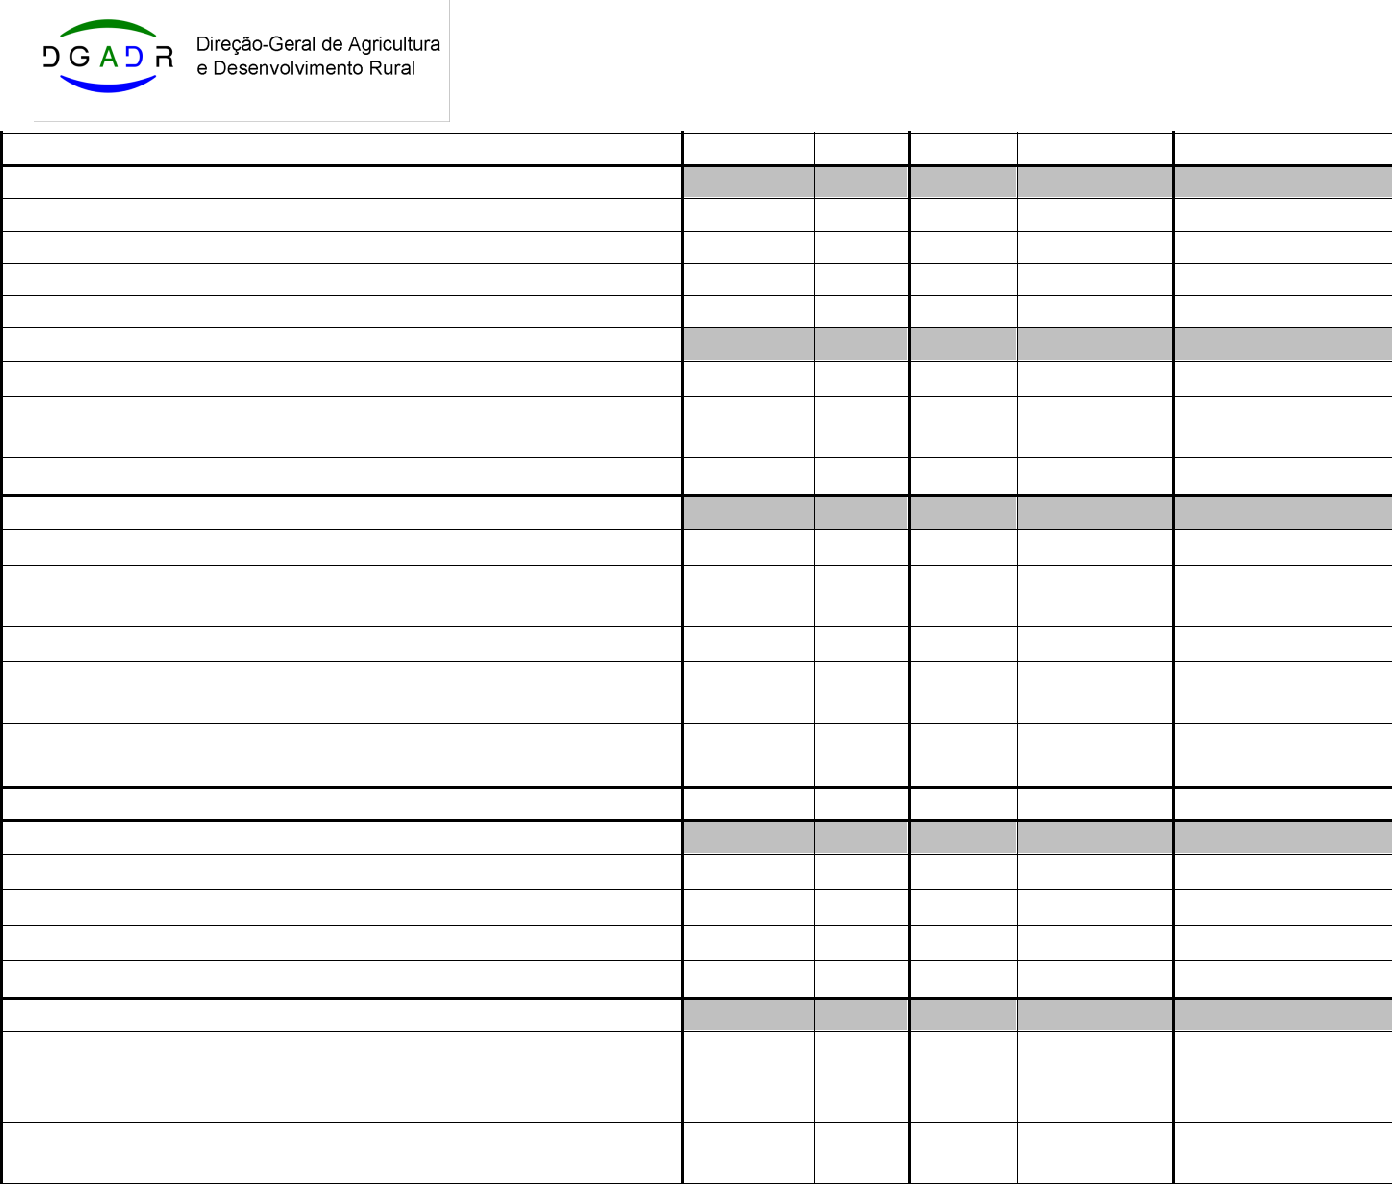 DGADR
Direção-Geral de Agricultura
e Desenvolvimento Rural